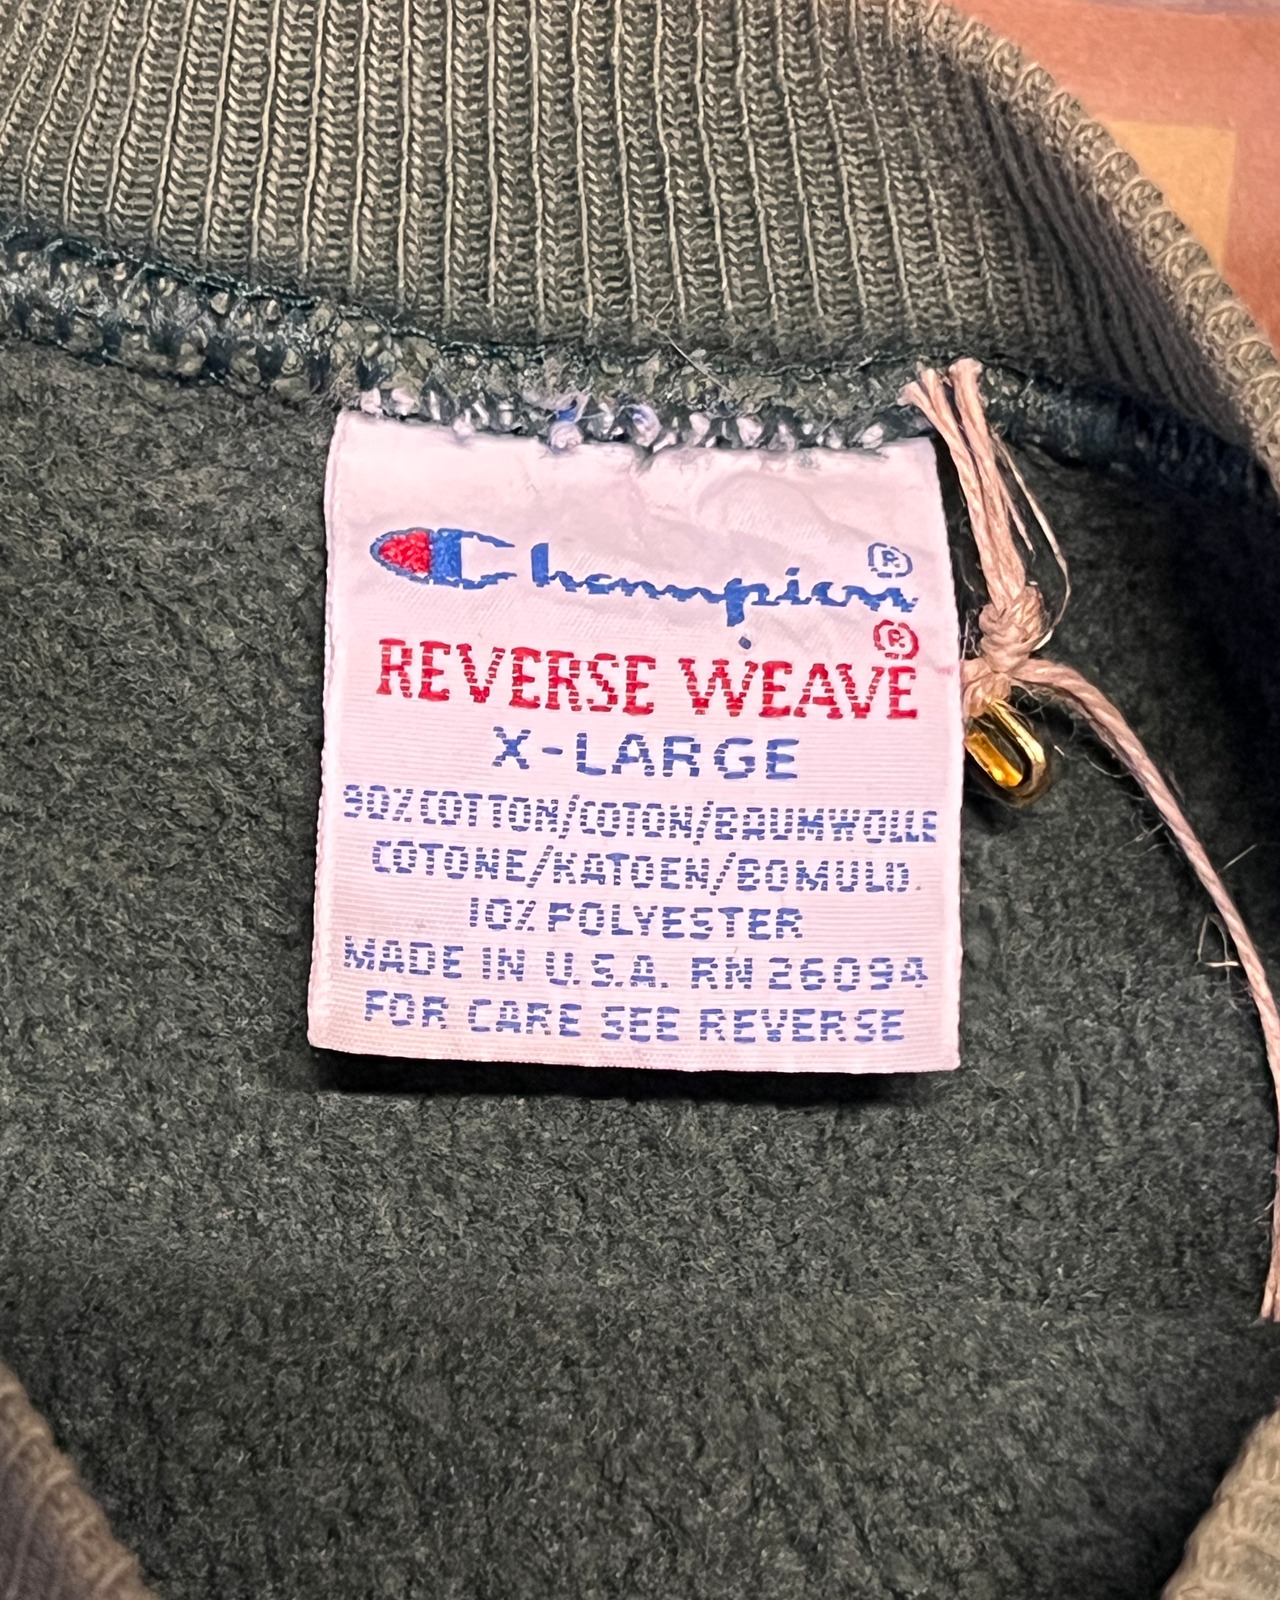 Champion®
REVERSE WEAVE®
X-LARGE
90% COTTON/COTON/BAUMWOLLE
COTONE/KATOEN/BOMULD.
10% POLYESTER
MADE IN U.S.A. RN 26094
FOR CARE SEE REVERSE